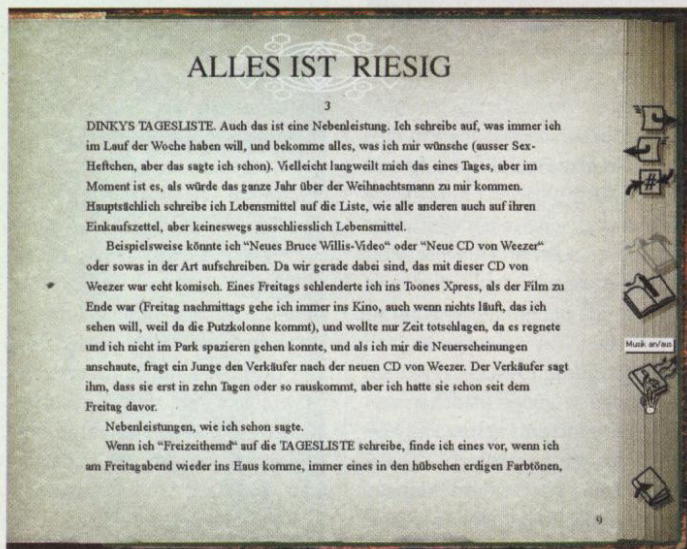 ALLES IST RIESIG
3
DINKYS TAGESLISTE. Auch das ist eine Nebenleistung. Ich schreibe auf, was immer ich
im Lauf der Woche haben will, und bekomme alles, was ich mir wünsche (ausser Sex-
Heftchen, aber das sagte ich schon). Vielleicht langweilt mich das eines Tages, aber im
Moment ist es, als würde das ganze Jahr über der Weihnachtsmann zu mir kommen.
Hauptsächlich schreibe ich Lebensmittel auf die Liste, wie alle anderen auch auf ihren
Einkaufszettel, aber keineswegs ausschliesslich Lebensmittel.
Beispielsweise könnte ich “Neues Bruce Willis-Video” oder “Neue CD von Weezer”
oder sowas in der Art aufschreiben. Da wir gerade dabei sind, das mit dieser CD von
Weezer war echt komisch. Eines Freitags schlenderte ich ins Toones Xpress, als der Film zu
Ende war (Freitag nachmittags gehe ich immer ins Kino, auch wenn nichts läuft, das ich
sehen will, weil da die Putzkolonne kommt), und wollte nur Zeit totschlagen, da es regnete
und ich nicht im Park spazieren gehen konnte, und als ich mir die Neuerscheinungen
anschaute, fragt ein Junge den Verkäufer nach der neuen CD von Weezer. Der Verkäufer sagt
ihm, dass sie erst in zehn Tagen oder so rauskommt, aber ich hatte sie schon seit dem
Freitag davor.
Nebenleistungen, wie ich schon sagte.
Wenn ich “Freizeithemd” auf die TAGESLISTE schreibe, finde ich eines vor, wenn ich
am Freitagabend wieder ins Haus komme, immer eines in den hübschen erdigen Farbtönen,
9
#
Musik an/aus